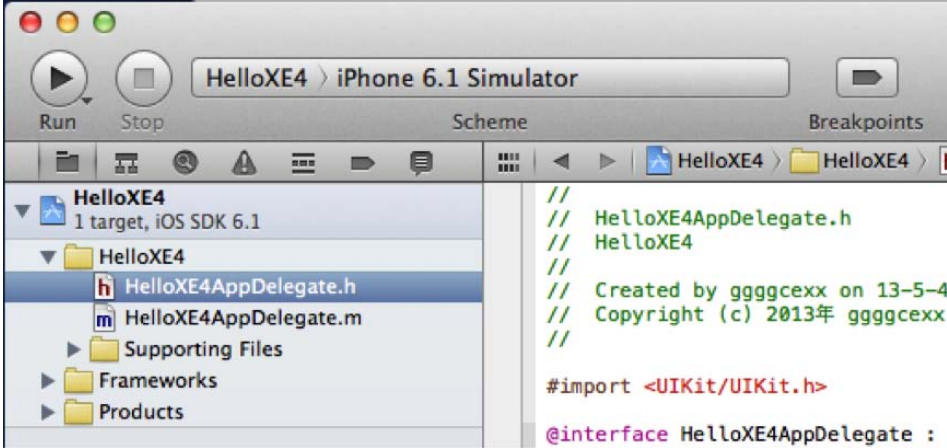 HelloXE4 〉 iPhone 6.1 Simulator
Run Stop Scheme Breakpoints
HelloXE4 〉 HelloXE4 〉
HelloXE4
1 target, iOS SDK 6.1
HelloXE4
h HelloXE4AppDelegate.h
m HelloXE4AppDelegate.m
Supporting Files
Frameworks
Products
//
// HelloXE4AppDelegate.h
// HelloXE4
//
// Created by ggggcexx on 13-5-4
// Copyright (c) 2013年 ggggcexx
//
#import <UIKit/UIKit.h>
@interface HelloXE4AppDelegate :